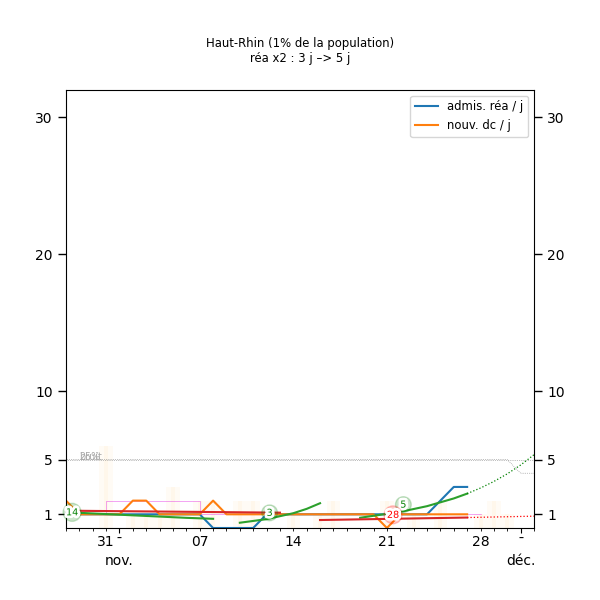 Haut-Rhin (1% de la population)
réa x2 : 3 j –> 5 j
admis. réa / j
nouv. dc / j
30 30
20 20
10 10
5 5
1 1
14
3
28
5
31 - 07 14 21 28 -
nov. déc.